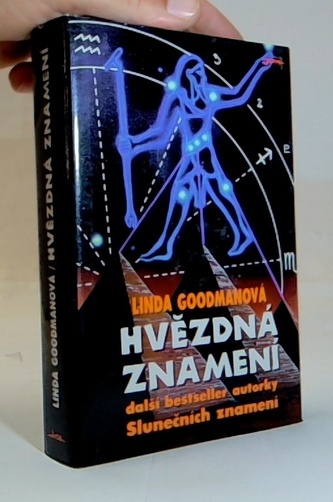 LINDA GOODMANOVÁ / HVĚZDNÁ ZNAMENÍ
LINDA GOODMANOVÁ
HVĚZDNÁ
ZNAMENÍ
další bestseller autorky
Slunečních znamení